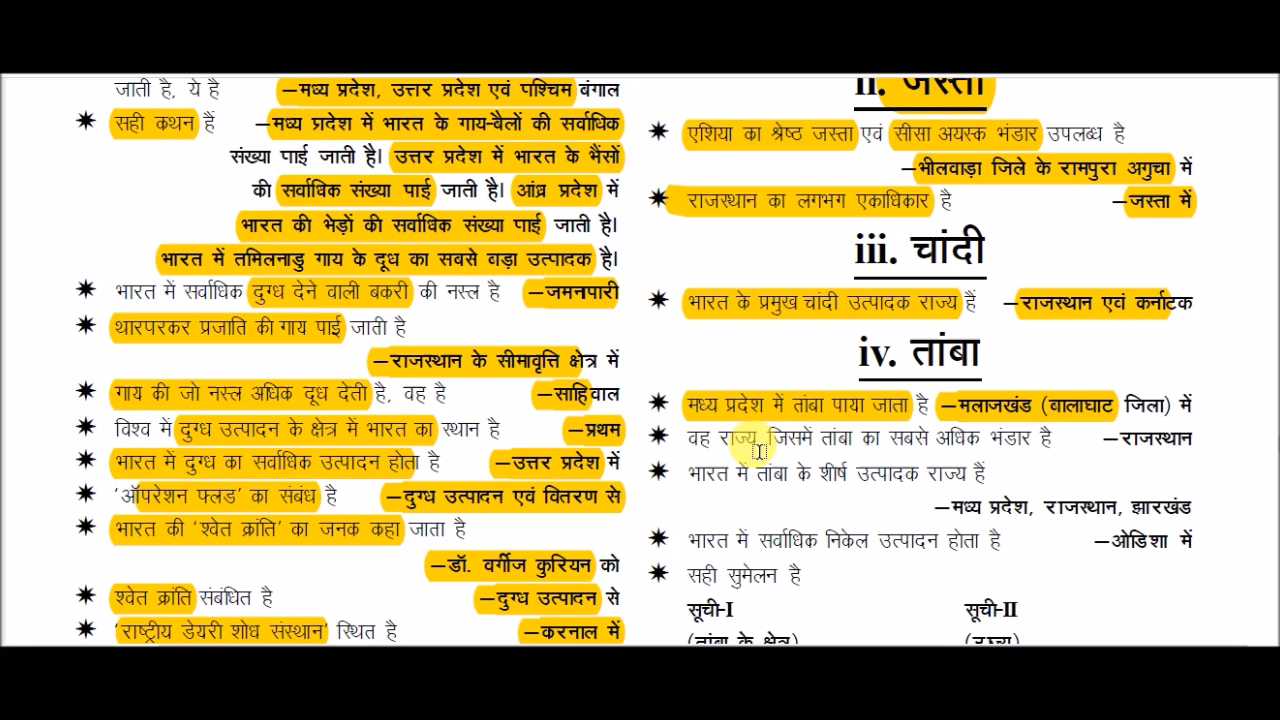 जाती है, ये है –मध्य प्रदेश, उत्तर प्रदेश एवं पश्चिम बंगाल
✷ सही कथन हैं –मध्य प्रदेश में भारत के गाय-बैलों की सर्वाधिक
संख्या पाई जाती है। उत्तर प्रदेश में भारत के भैंसों
की सर्वाधिक संख्या पाई जाती है। आंध्र प्रदेश में
भारत की भेड़ों की सर्वाधिक संख्या पाई जाती है।
भारत में तमिलनाडु गाय के दूध का सबसे बड़ा उत्पादक है।
✷ भारत में सर्वाधिक दुग्ध देने वाली बकरी की नस्ल है –जमनापारी
✷ थारपरकर प्रजाति की गाय पाई जाती है
–राजस्थान के सीमावृत्ति क्षेत्र में
✷ गाय की जो नस्ल अधिक दूध देती है, वह है –साहिवाल
✷ विश्व में दुग्ध उत्पादन के क्षेत्र में भारत का स्थान है –प्रथम
✷ भारत में दुग्ध का सर्वाधिक उत्पादन होता है –उत्तर प्रदेश में
✷ 'ऑपरेशन फ्लड' का संबंध है –दुग्ध उत्पादन एवं वितरण से
✷ भारत की 'श्वेत क्रांति' का जनक कहा जाता है
–डॉ. वर्गीज कुरियन को
✷ श्वेत क्रांति संबंधित है –दुग्ध उत्पादन से
✷ 'राष्ट्रीय डेयरी शोध संस्थान' स्थित है –करनाल में
ii. जस्ता
✷ एशिया का श्रेष्ठ जस्ता एवं सीसा अयस्क भंडार उपलब्ध है
–भीलवाड़ा जिले के रामपुरा अगुचा में
✷ राजस्थान का लगभग एकाधिकार है –जस्ता में
iii. चांदी
✷ भारत के प्रमुख चांदी उत्पादक राज्य हैं –राजस्थान एवं कर्नाटक
iv. तांबा
✷ मध्य प्रदेश में तांबा पाया जाता है –मलाजखंड (बालाघाट जिला) में
✷ वह राज्य, जिसमें तांबा का सबसे अधिक भंडार है –राजस्थान
✷ भारत में तांबा के शीर्ष उत्पादक राज्य हैं
–मध्य प्रदेश, राजस्थान, झारखंड
✷ भारत में सर्वाधिक निकेल उत्पादन होता है –ओडिशा में
✷ सही सुमेलन है
सूची-I सूची-II
(तांबा के क्षेत्र) (राज्य)